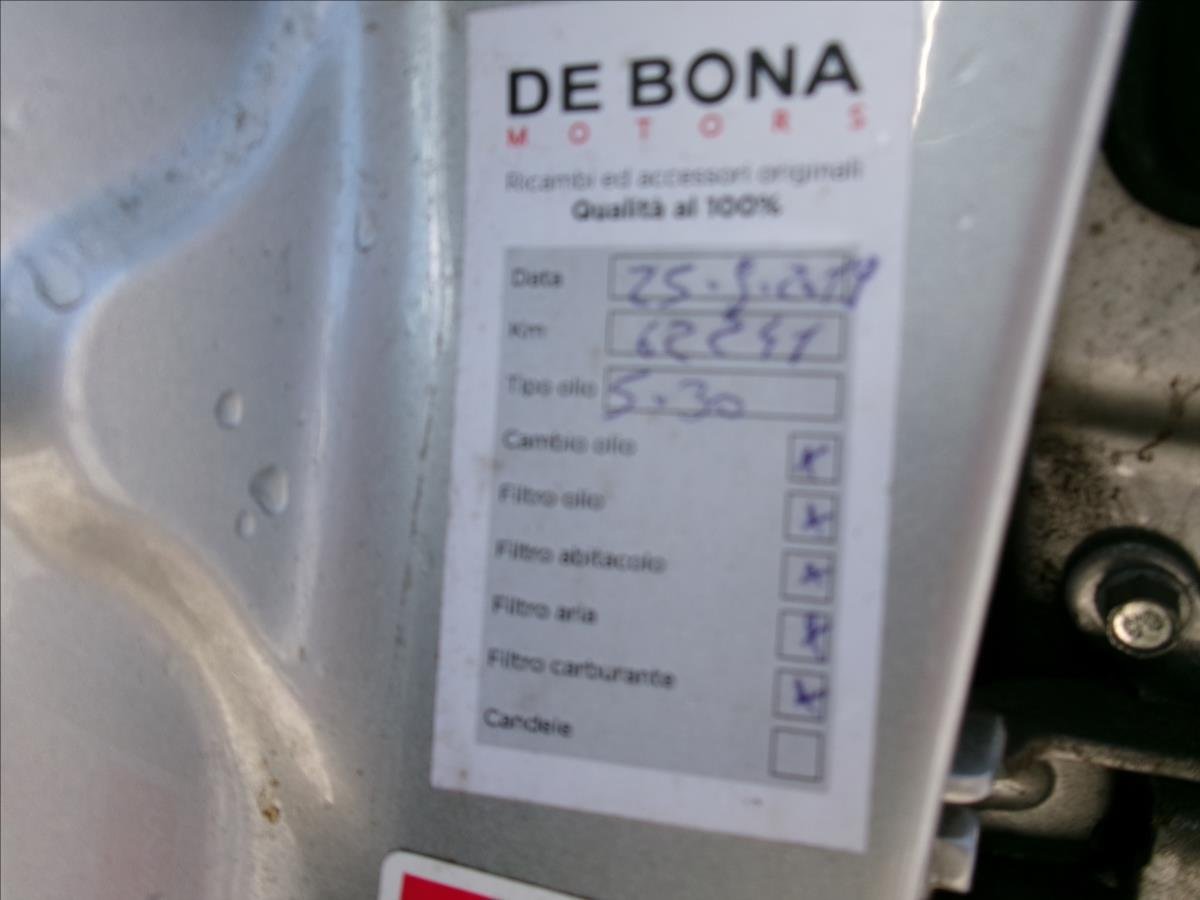 DE BONA
MOTORS
Ricambi ed accessori originali
Qualità al 100%
Data
Km
Tipo olio 5.30
Cambio olio x
Filtro olio x
Filtro abitacolo x
Filtro aria x
Filtro carburante x
Candele